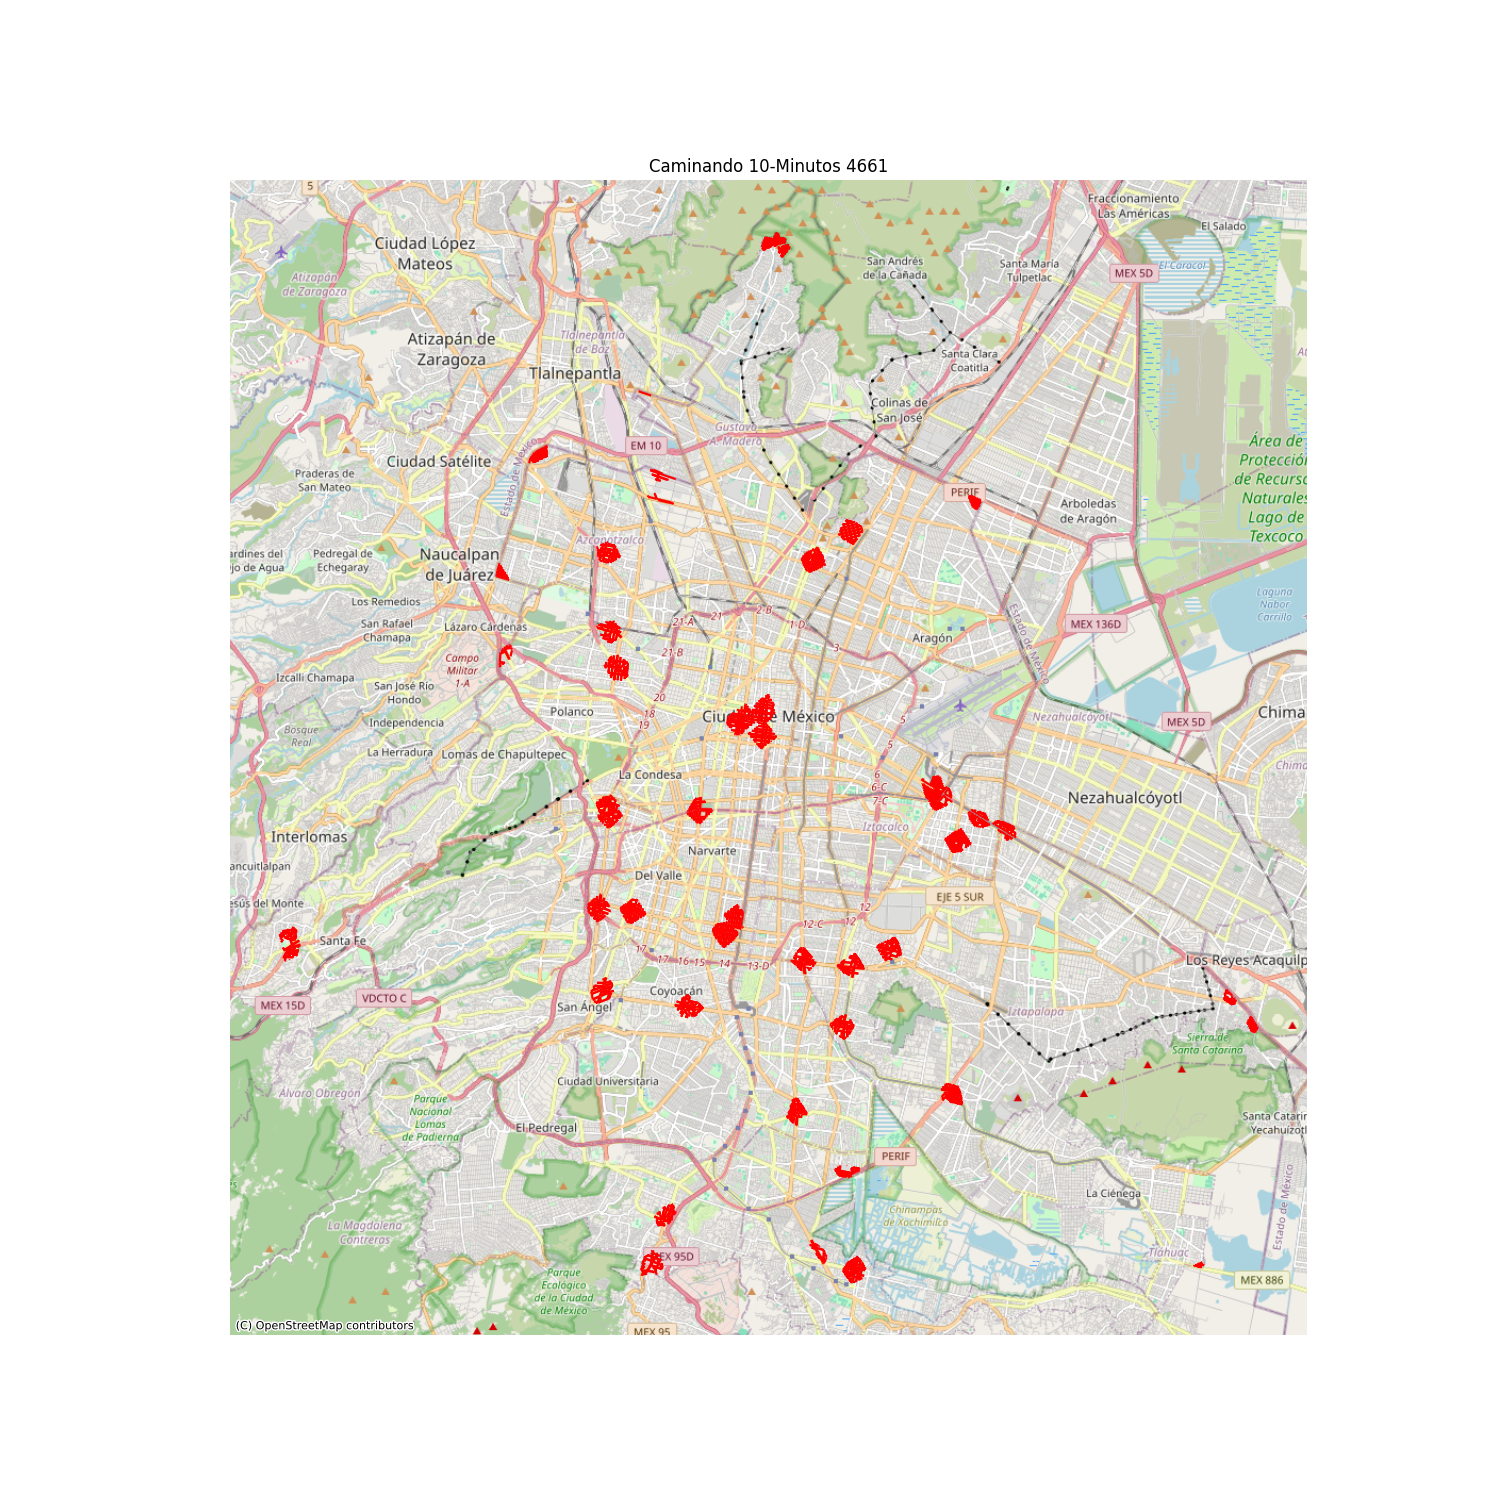 Caminando 10-Minutos 4661
5
Fraccionamiento
Las Américas
El Salado
Ciudad López
Mateos
San Andrés
de la Cañada
Santa María
Tulpetlac
El Caracol
MEX 5D
Atizapán
de Zaragoza
Tlalnepantla
de Baz
Atizapán de
Zaragoza
Santa Clara
Coatitla
Tlalnepantla
Colinas de
San José
Gustavo
A. Madero
EM 10
Ciudad Satélite
Estado de México
Praderas de
San Mateo
Área de
Protección
de Recurso
Naturales
Lago de
Texcoco
PERIF
Arboledas
de Aragón
Azcapotzalco
Naucalpan
de Juárez
ardines del
jo de Agua
Pedregal de
Echegaray
Los Remedios
Laguna
Nabor
Carrillo
San Rafael
Chamapa
Lázaro Cárdenas
21-A
21
2-B
1-D
3
Aragón
Estado de México
MEX 136D
21-B
Campo
Militar
1-A
Izcalli Chamapa
San José Río
Hondo
20
Polanco
18
19
Independencia
Bosque
Real
La Herradura
Lomas de Chapultepec
Ciudad de México
5
5
Nezahualcóyotl
MEX 5D
Chima
Chima
La Condesa
6
6-C
7-C
Nezahualcóyotl
Iztacalco
Interlomas
Narvarte
ancuitlalpan
Del Valle
EJE 5 SUR
esús del Monte
12
12-C
12
Santa Fe
17
17
16
15
14
13-D
Los Reyes Acaquilp
VDCTO C
MEX 15D
Coyoacán
San Ángel
Iztapalapa
Sierra de
Santa Catarina
Ciudad Universitaria
Álvaro Obregón
Parque
Nacional
Lomas
de Padierna
El Pedregal
Santa Catarin
Yecahuizotl
PERIF
La Ciénega
Estado de México
La Magdalena
Contreras
Chinampas
de Xochimilco
Tlahuac
EX 95D
MEX 886
Parque
Ecológico
de la Ciudad
de México
(C) OpenStreetMap contributors
MEX 95